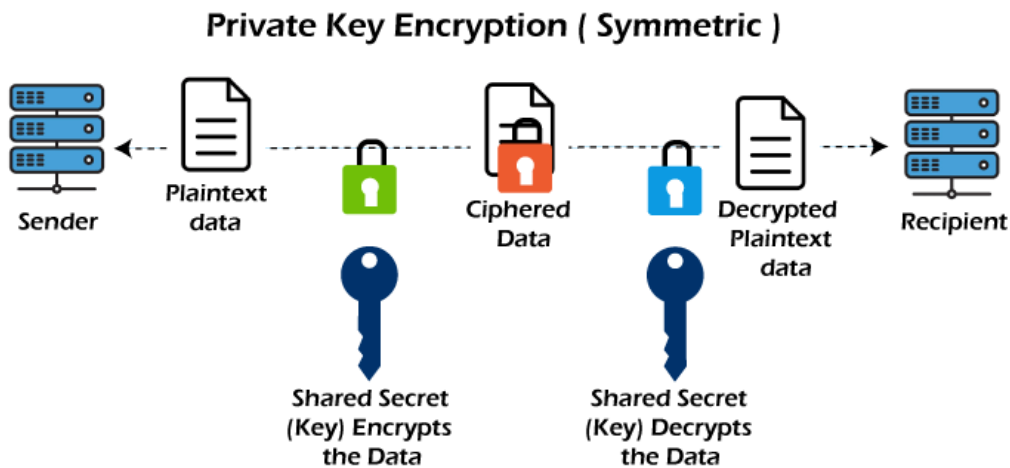 Private Key Encryption ( Symmetric )
Sender
Plaintext
data
Ciphered
Data
Decrypted
Plaintext
data
Recipient
Shared Secret
(Key) Encrypts
the Data
Shared Secret
(Key) Decrypts
the Data